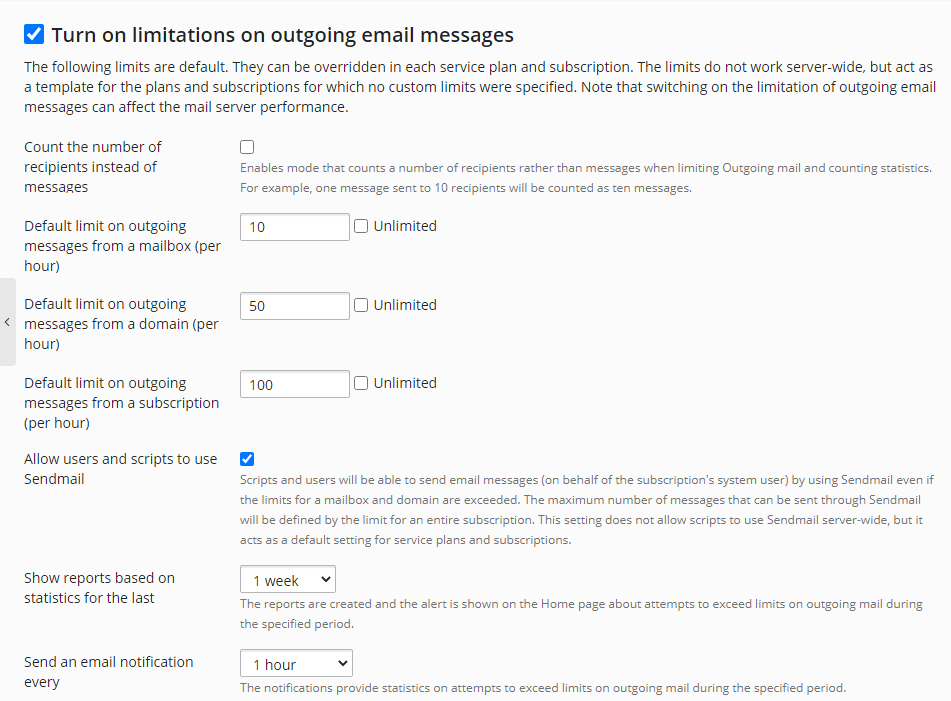 Turn on limitations on outgoing email messages
The following limits are default. They can be overridden in each service plan and subscription. The limits do not work server-wide, but act as
a template for the plans and subscriptions for which no custom limits were specified. Note that switching on the limitation of outgoing email
messages can affect the mail server performance.
Count the number of
recipients instead of
messages
Enables mode that counts a number of recipients rather than messages when limiting Outgoing mail and counting statistics.
For example, one message sent to 10 recipients will be counted as ten messages.
Default limit on outgoing
messages from a mailbox (per
hour)
10 Unlimited
Default limit on outgoing
messages from a domain (per
hour)
50 Unlimited
Default limit on outgoing
messages from a subscription
(per hour)
100 Unlimited
Allow users and scripts to use
Sendmail
Scripts and users will be able to send email messages (on behalf of the subscription's system user) by using Sendmail even if
the limits for a mailbox and domain are exceeded. The maximum number of messages that can be sent through Sendmail
will be defined by the limit for an entire subscription. This setting does not allow scripts to use Sendmail server-wide, but it
acts as a default setting for service plans and subscriptions.
Show reports based on
statistics for the last
1 week
The reports are created and the alert is shown on the Home page about attempts to exceed limits on outgoing mail during
the specified period.
Send an email notification
every
1 hour
The notifications provide statistics on attempts to exceed limits on outgoing mail during the specified period.